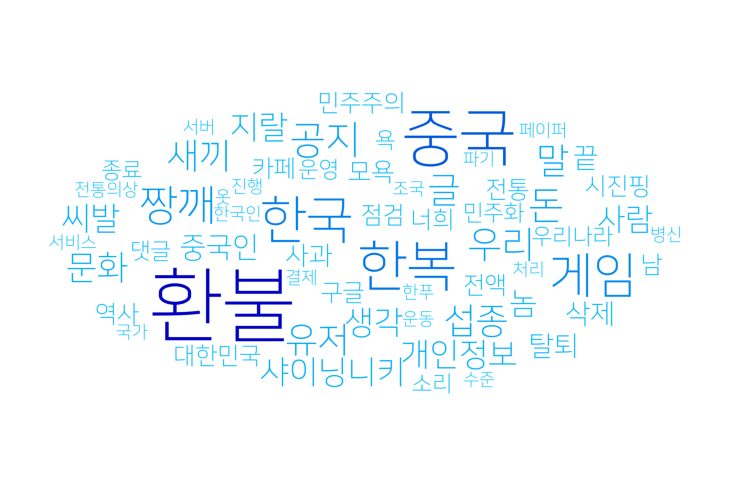 민주주의
중국
서버
지랄
공지
욕
페이퍼
새끼
카페
운영
모욕
파기
말
끝
종료
전통의상
짱깨
옷
진행
한국인
한국
점검
조국
너희
글
민주화
전통
돈
시진핑
사람
씨발
서비스
문화
댓글
중국인
사과
결제
한복
우리
우리나라
병신
남
환불
구글
한푸
전액
처리
게임
역사
국가
대한민국
유저
생각
운동
섭종
놈
삭제
샤이닝니키
개인정보
탈퇴
소리
수준